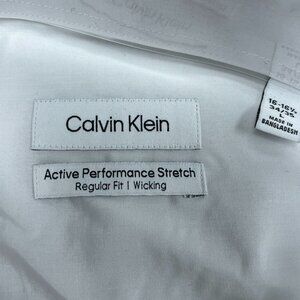 Calvin Klein
Active Performance Stretch
Regular Fit | Wicking
16-16½
34/35
L
MADE IN
BANGLADESH